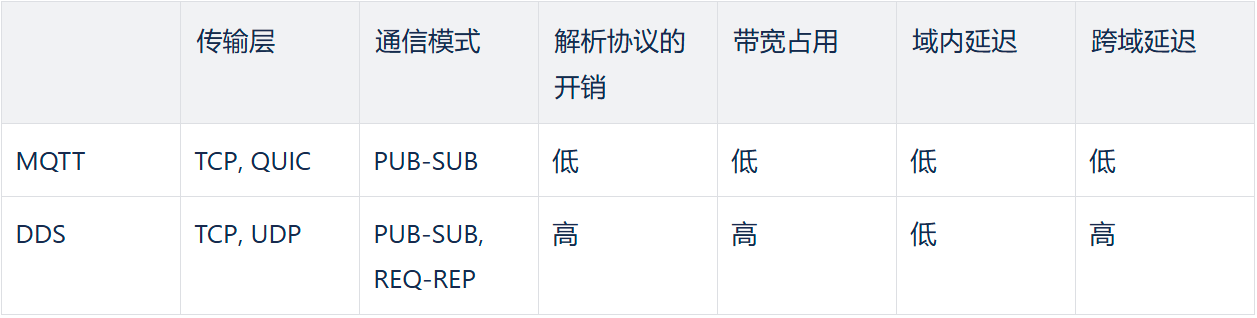 传输层 通信模式 解析协议的 带宽占用 域内延迟 跨域延迟
开销
MQTT TCP, QUIC PUB-SUB 低 低 低 低
DDS TCP, UDP PUB-SUB, 高 高 低 高
REQ-REP